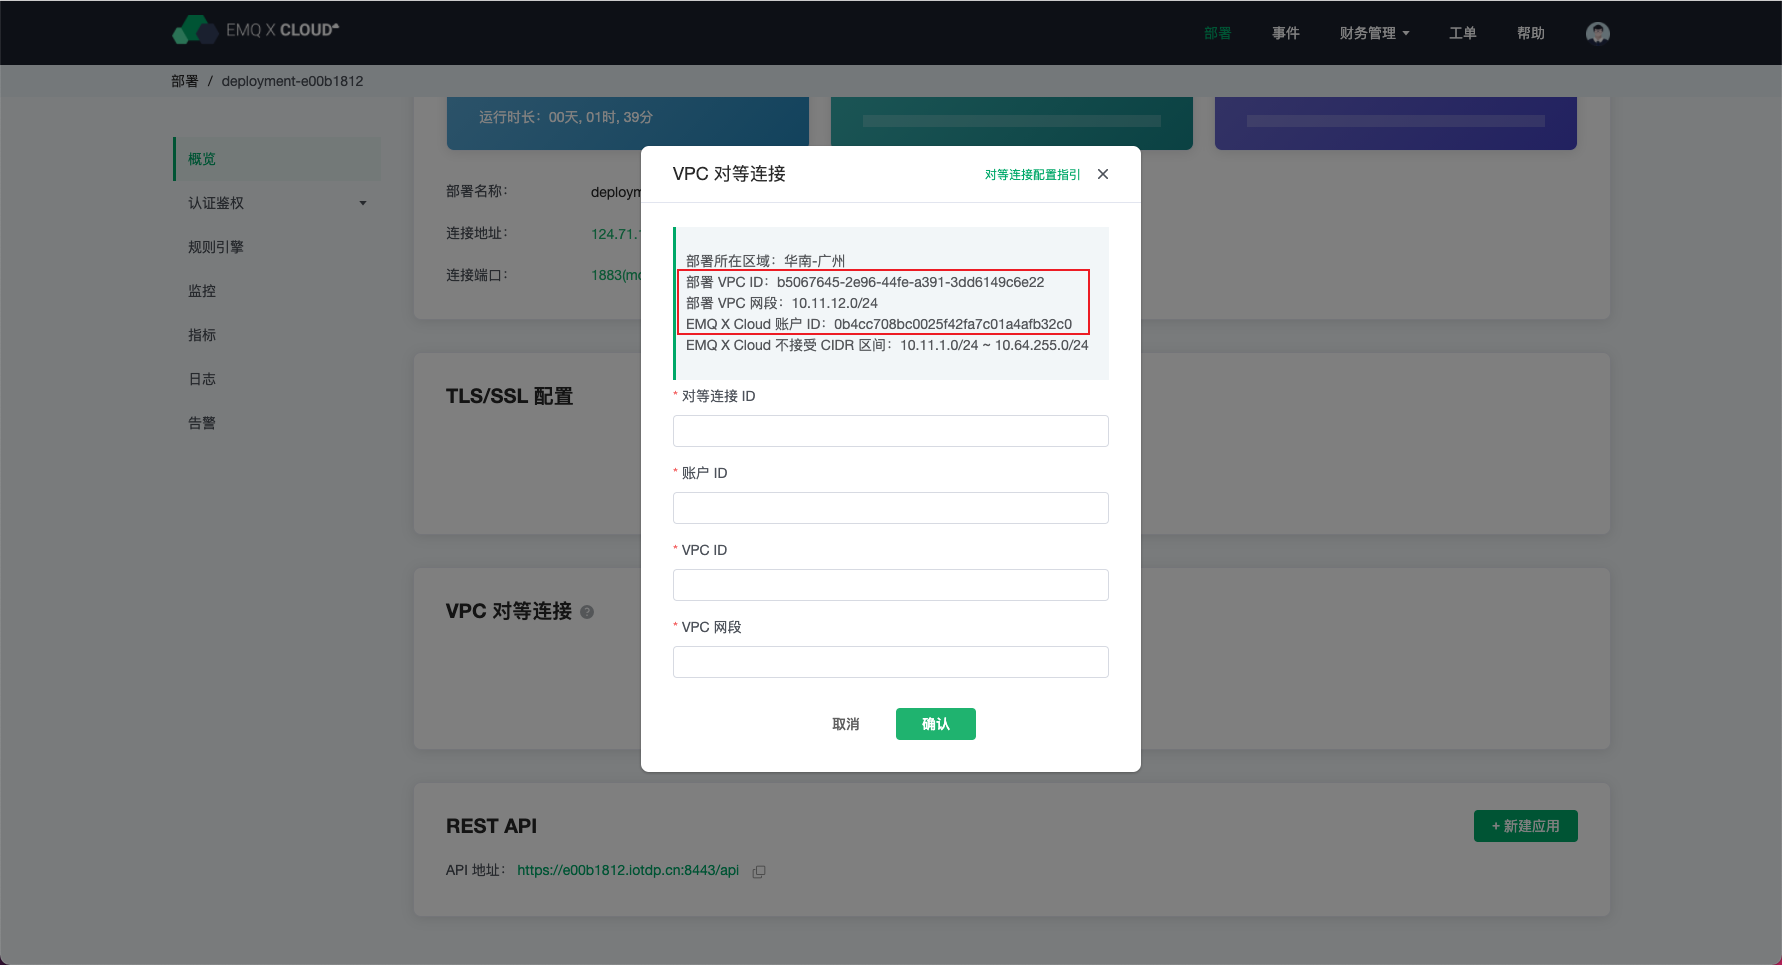 EMQ X CLOUD
部署
事件
财务管理
工单
帮助
部署 / deployment-e00b1812
概览
认证鉴权
规则引擎
监控
指标
日志
告警
运行时长：00天, 01时, 39分
部署名称：
连接地址：
124.71.
连接端口：
VPC 对等连接
对等连接配置指引
部署所在区域：华南-广州
部署 VPC ID：b5067645-2e96-44fe-a391-3dd6149c6e22
部署 VPC 网段：10.11.12.0/24
EMQ X Cloud 账户 ID：0b4cc708bc0025f42fa7c01a4afb32c0
EMQ X Cloud 不接受 CIDR 区间：10.11.1.0/24 ~ 10.64.255.0/24
* 对等连接 ID
* 账户 ID
* VPC ID
* VPC 网段
取消
确认
TLS/SSL 配置
VPC 对等连接 ?
REST API
+ 新建应用
API 地址：https://e00b1812.iotdp.cn:8443/api